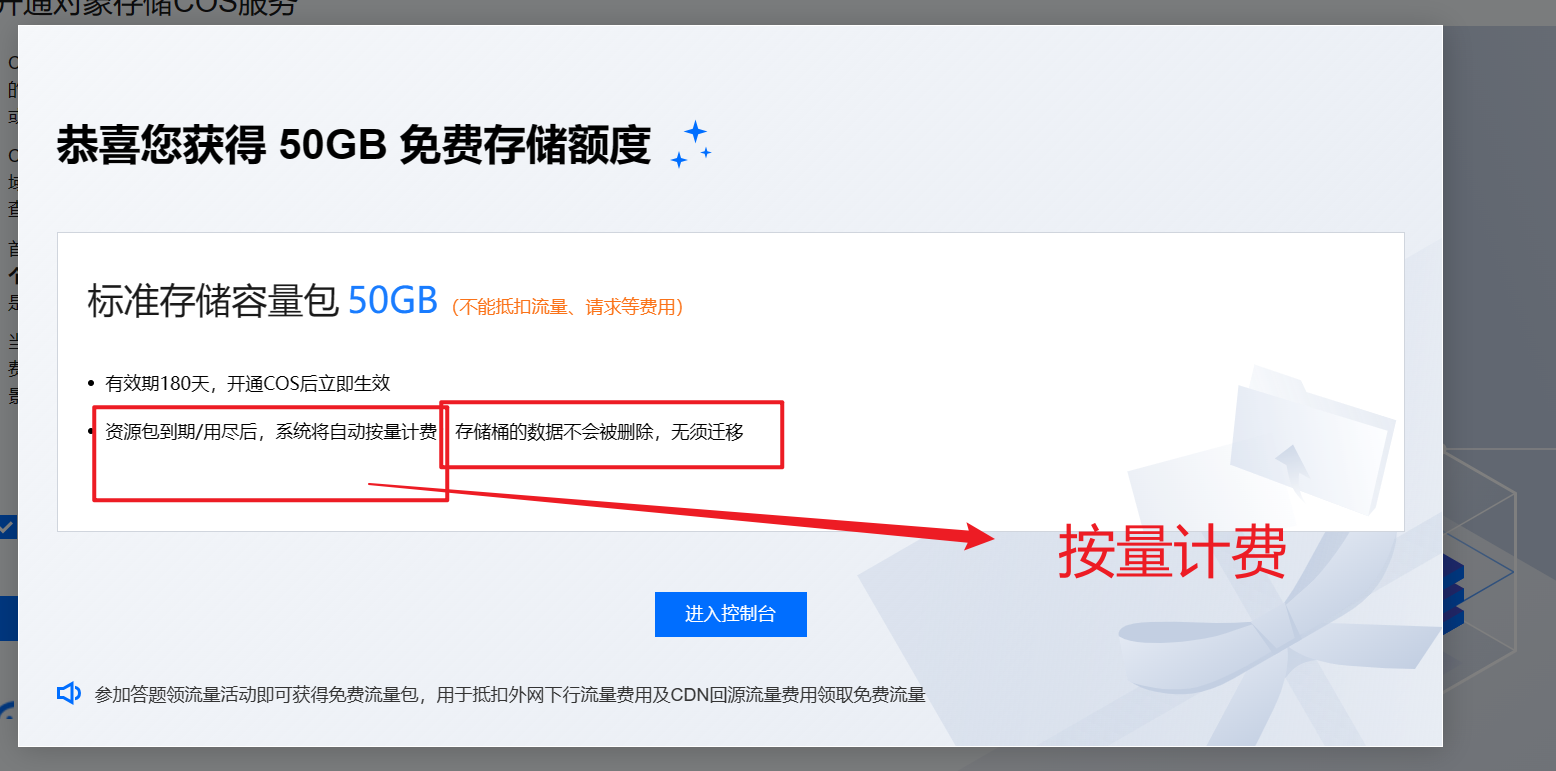 开通对象存储COS服务
恭喜您获得 50GB 免费存储额度
标准存储容量包 50GB (不能抵扣流量、请求等费用)
• 有效期180天，开通COS后立即生效
• 资源包到期/用尽后，系统将自动按量计费 存储桶的数据不会被删除，无须迁移
按量计费
进入控制台
参加答题领流量活动即可获得免费流量包，用于抵扣外网下行流量费用及CDN回源流量费用领取免费流量